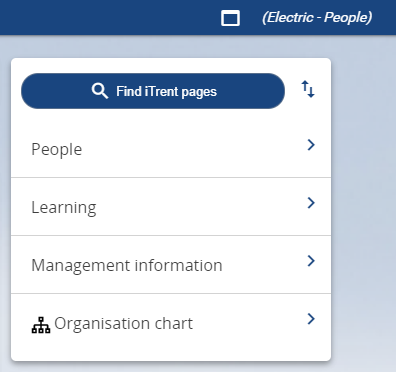 (Electric - People)
Find iTrent pages
People
Learning
Management information
Organisation chart